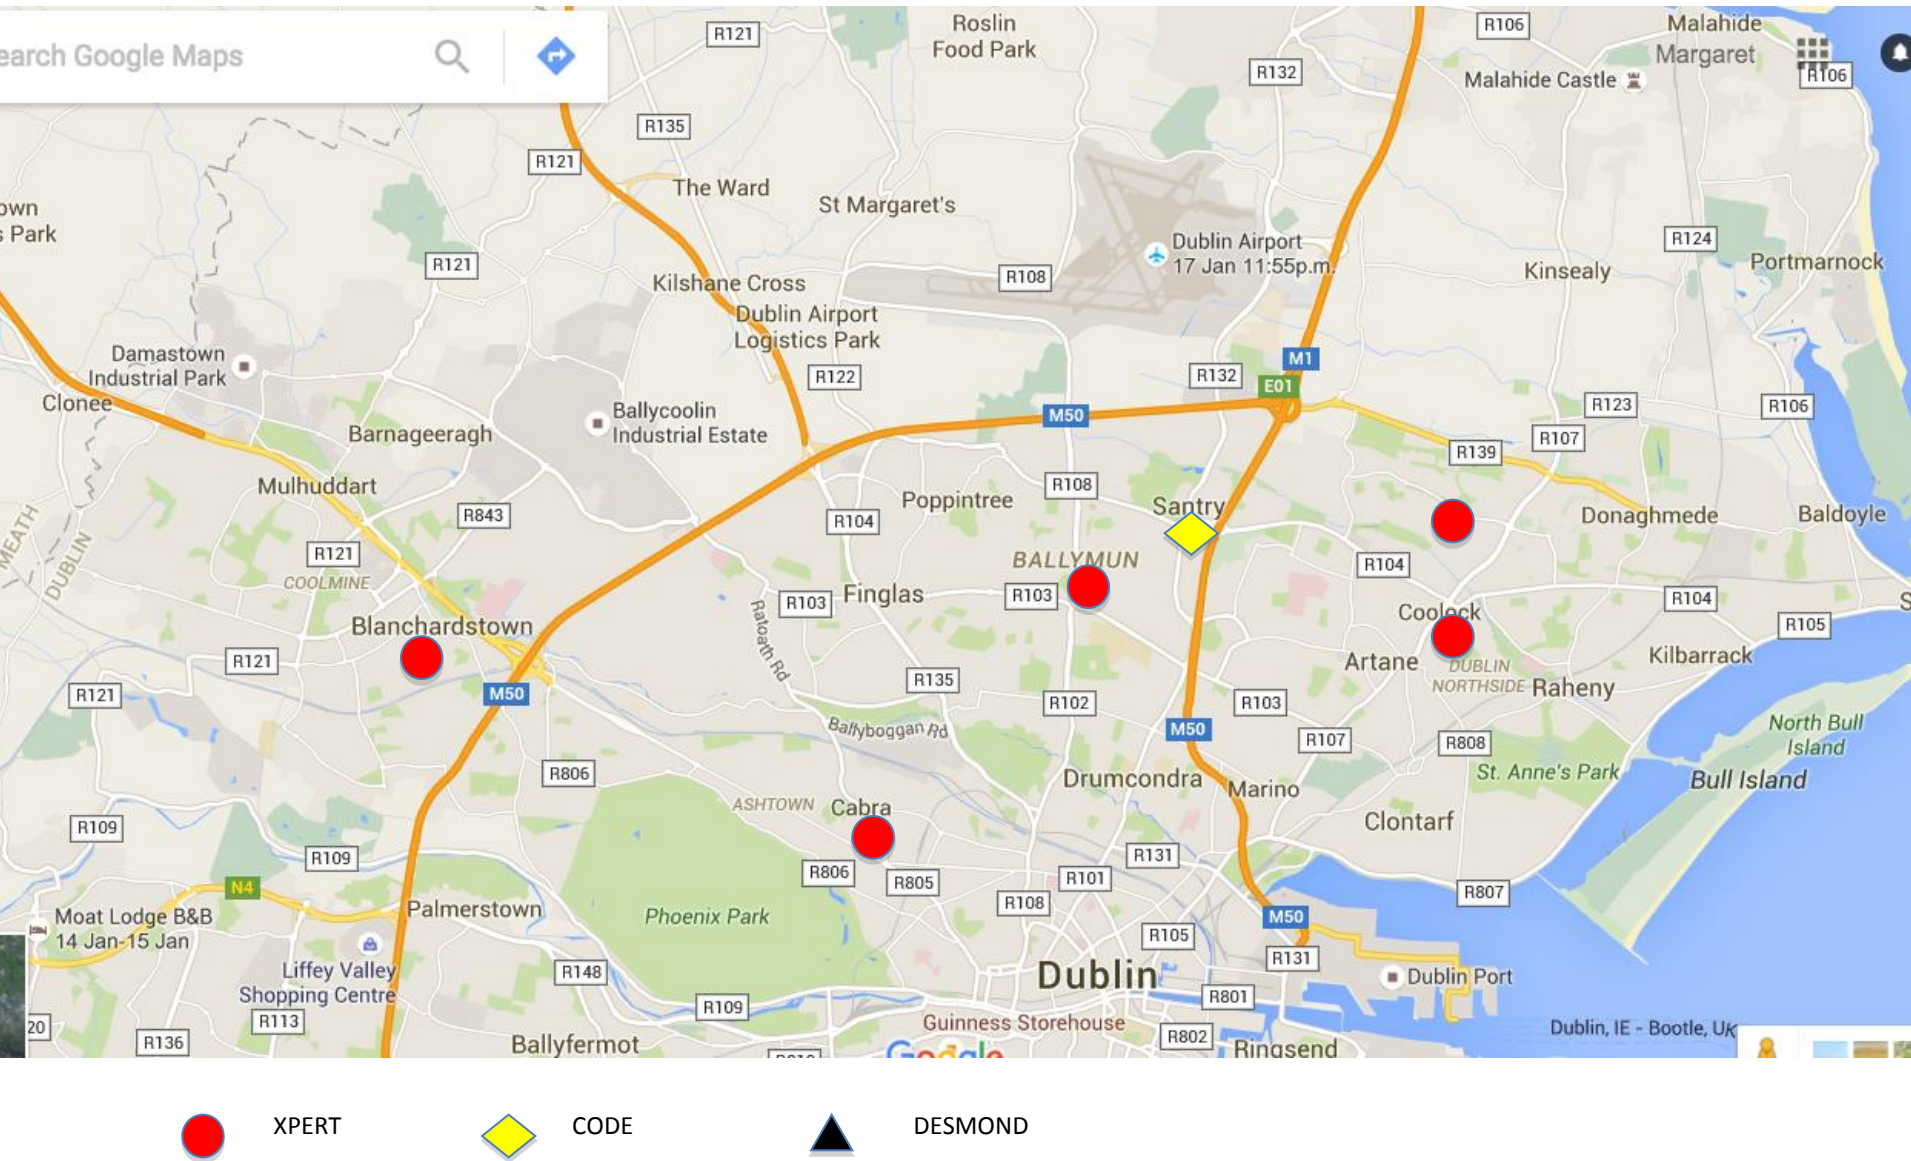 earch Google Maps
R121
Roslin
Food Park
R106
Malahide
Margaret
R132
Malahide Castle
R106
R135
R121
The Ward
St Margaret's
own
s Park
R121
Dublin Airport
17 Jan 11:55p.m.
R124
Portmarnock
Kinsealy
R108
Kilshane Cross
Dublin Airport
Logistics Park
Damastown
Industrial Park
M1
R132
E01
R122
Clonee
Ballycoolin
Industrial Estate
M50
R123
R106
Barnageeragh
R107
R139
Mulhuddart
R108
Poppintree
Santry
R843
R104
Donaghmede
Baldoyle
MEATH
DUBLIN
R121
COOLMINE
BALLYMUN
R104
Finglas
R103
R103
R104
S
Coolock
Blanchardstown
Ratoath Rd
R105
R121
Artane
DUBLIN
NORTHSIDE
Kilbarrack
R121
M50
R135
Raheny
R102
R103
Ballyboggan Rd
M50
R107
R808
North Bull
Island
R806
Drumcondra
Marino
St. Anne's Park
Bull Island
ASHTOWN
Cabra
Clontarf
R109
R109
R131
R806
R805
R101
N4
R807
Palmerstown
Phoenix Park
R108
M50
Moat Lodge B&B
14 Jan-15 Jan
R105
R131
Liffey Valley
Shopping Centre
R148
Dublin
Dublin Port
R109
R801
R113
Guinness Storehouse
20
R136
Ballyfermot
R802
Dublin, IE - Bootle, UK
Ringsend
Google
XPERT CODE DESMOND